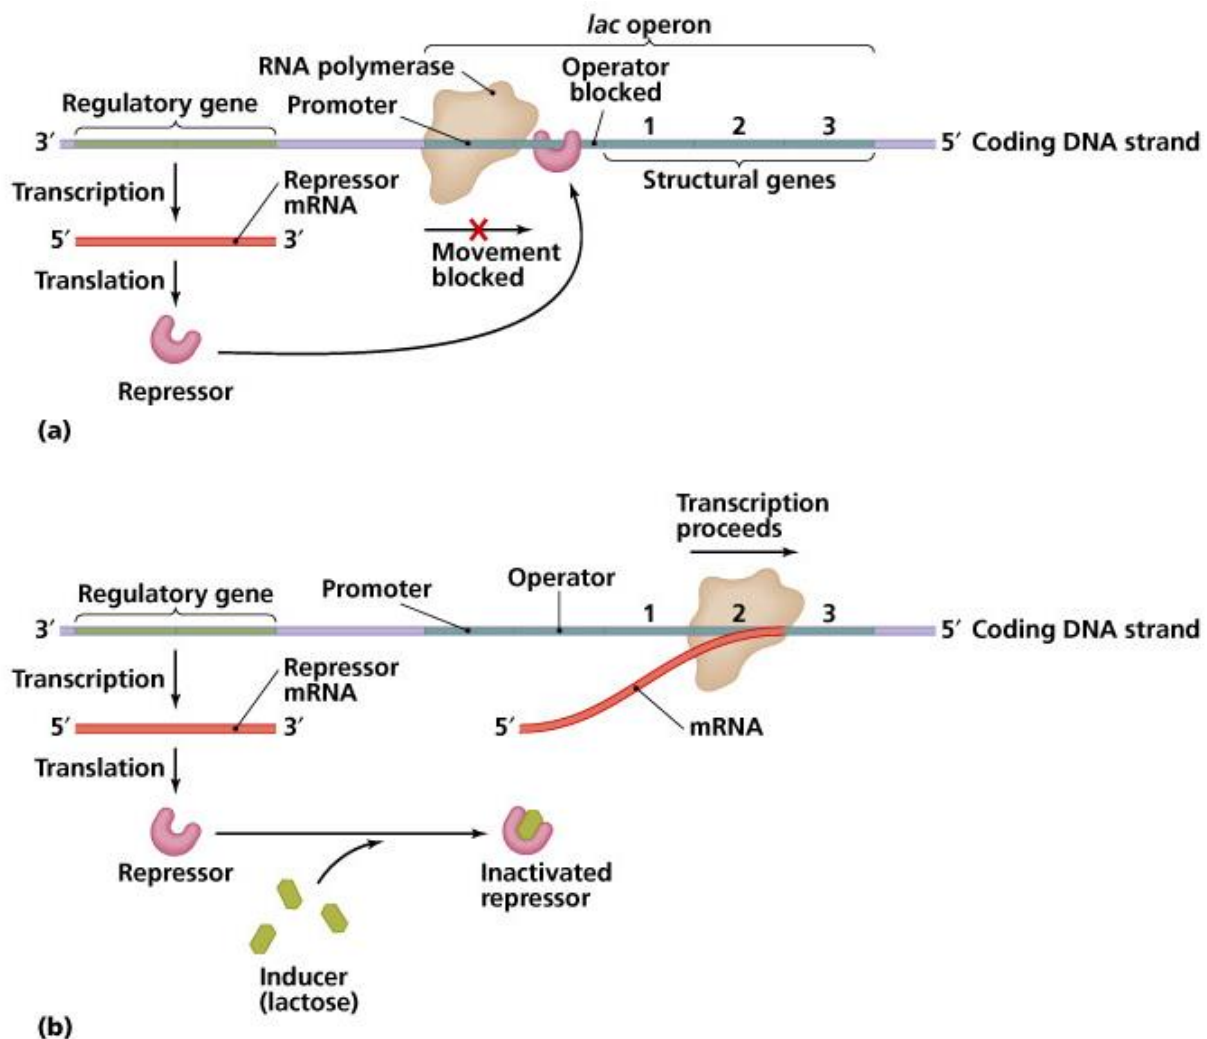 lac operon
RNA polymerase
Operator
blocked
Regulatory gene
Promoter
1 2 3
3′
5′ Coding DNA strand
Structural genes
Transcription
Repressor
mRNA
5′
3′
Movement
blocked
Translation
Repressor
(a)
Transcription
proceeds
Regulatory gene
Promoter
Operator
1 2 3
3′
5′ Coding DNA strand
Transcription
Repressor
mRNA
5′
3′
5′
mRNA
Translation
Repressor
Inactivated
repressor
Inducer
(lactose)
(b)